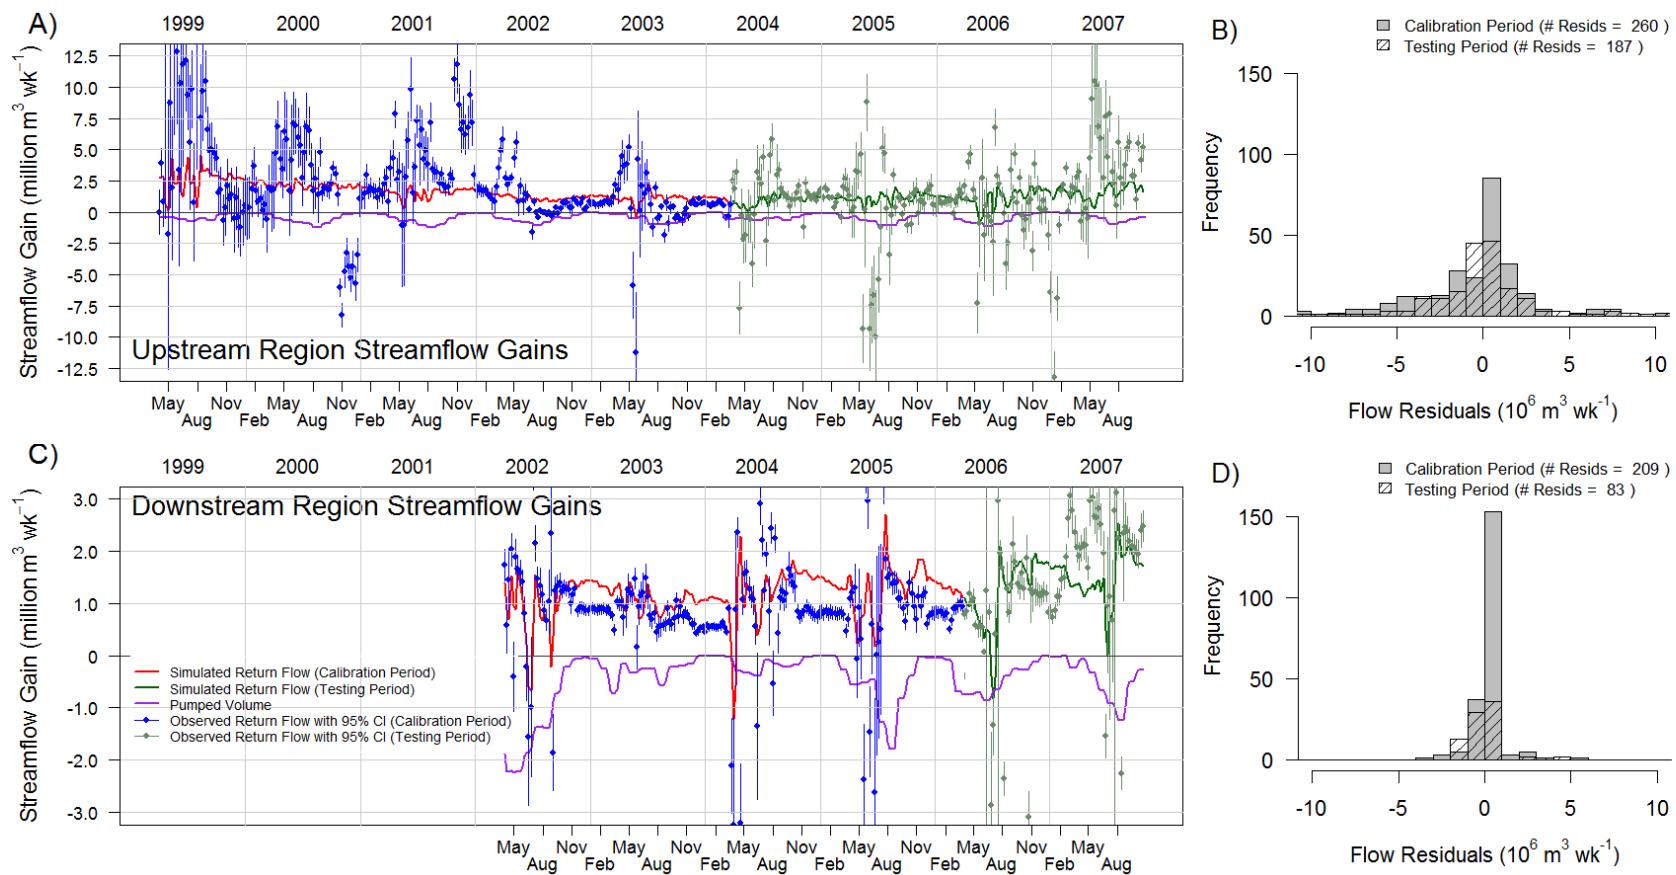 A)
1999 2000 2001 2002 2003 2004 2005 2006 2007
Streamflow Gain (million m³ wk⁻¹)
12.5
10.0
7.5
5.0
2.5
0
-2.5
-5.0
-7.5
-10.0
-12.5
Upstream Region Streamflow Gains
May Nov May Nov May Nov May Nov May Nov May Nov May Nov May Nov May
Aug Feb Aug Feb Aug Feb Aug Feb Aug Feb Aug Feb Aug Feb Aug Feb Aug
B)
Calibration Period (# Resids = 260 )
Testing Period (# Resids = 187 )
Frequency
150
100
50
0
-10 -5 0 5 10
Flow Residuals (10⁶ m³ wk⁻¹)
C)
1999 2000 2001 2002 2003 2004 2005 2006 2007
Streamflow Gain (million m³ wk⁻¹)
3.0
2.0
1.0
0
-1.0
-2.0
-3.0
Downstream Region Streamflow Gains
Simulated Return Flow (Calibration Period)
Simulated Return Flow (Testing Period)
Pumped Volume
Observed Return Flow with 95% CI (Calibration Period)
Observed Return Flow with 95% CI (Testing Period)
May Nov May Nov May Nov May Nov May Nov May
Aug Feb Aug Feb Aug Feb Aug Feb Aug Feb Aug
D)
Calibration Period (# Resids = 209 )
Testing Period (# Resids = 83 )
Frequency
150
100
50
0
-10 -5 0 5 10
Flow Residuals (10⁶ m³ wk⁻¹)